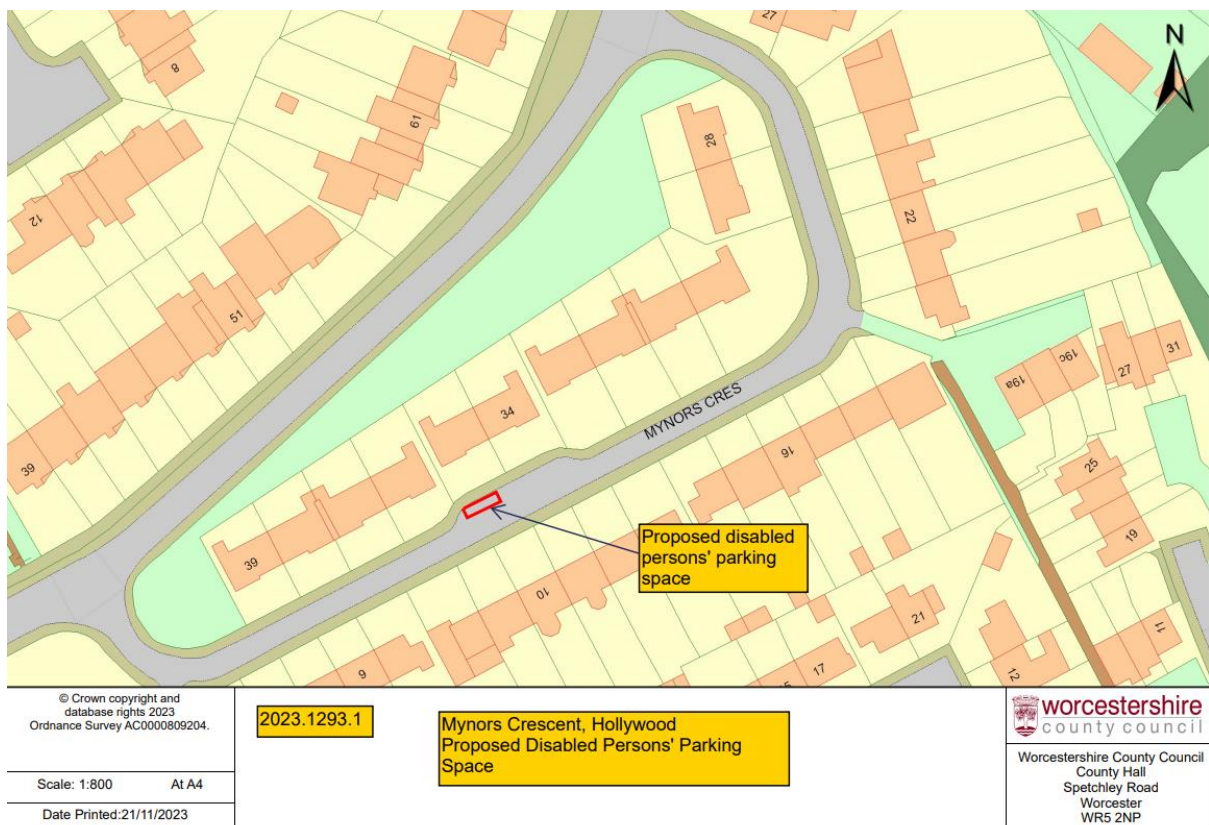 27
N
8
61
28
12
22
51
19c
31
27
19a
34
MYNORS CRES
39
16
25
19
Proposed disabled
persons' parking
space
39
10
21
11
9
17
15
12
2023.1293.1
Mynors Crescent, Hollywood
Proposed Disabled Persons' Parking
Space
© Crown copyright and
database rights 2023
Ordnance Survey AC0000809204.
Scale: 1:800 At A4
Date Printed:21/11/2023
worcestershire
county council
Worcestershire County Council
County Hall
Spetchley Road
Worcester
WR5 2NP